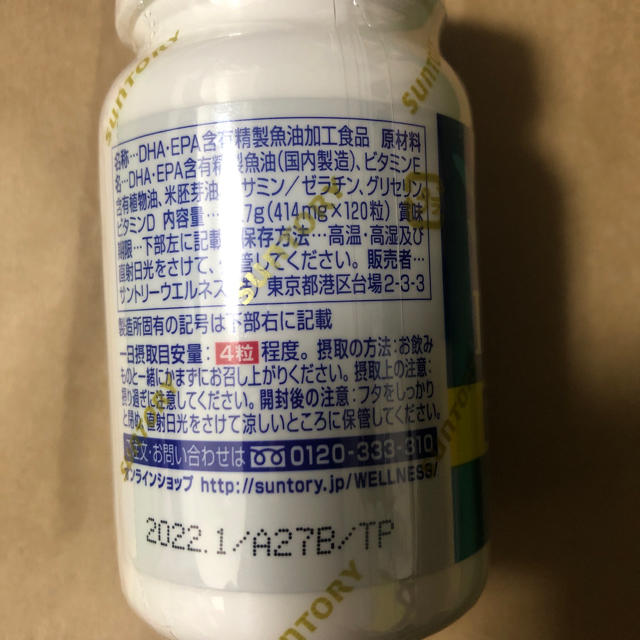 SUNTORY
SUNTORY
名称…DHA・EPA含有精製魚油加工食品 原材料
名…DHA・EPA含有精製魚油(国内製造)、ビタミンE
含有植物油、米胚芽油、セサミン/ゼラチン、グリセリン、
ビタミンD 内容量… 7g(414mg×120粒) 賞味
期限…下部左に記載 保存方法…高温・高湿及び
直射日光をさけて、保管してください。 販売者…
サントリーウエルネス 東京都港区台場2-3-3
SUNTORY
製造所固有の記号は下部右に記載
一日摂取目安量: 4粒 程度。摂取の方法:お飲み
ものと一緒にかまずにお召し上がりください。摂取上の注意:
摂り過ぎに注意してください。開封後の注意:フタをしっかり
と閉め、直射日光をさけて涼しいところに保管してください。
SUNTORY
SUNTORY
ご注文・お問い合わせは 0120-333-310
オンラインショップ http://suntory.jp/WELLNESS/
2022.1/A27B/TP
SUNTORY